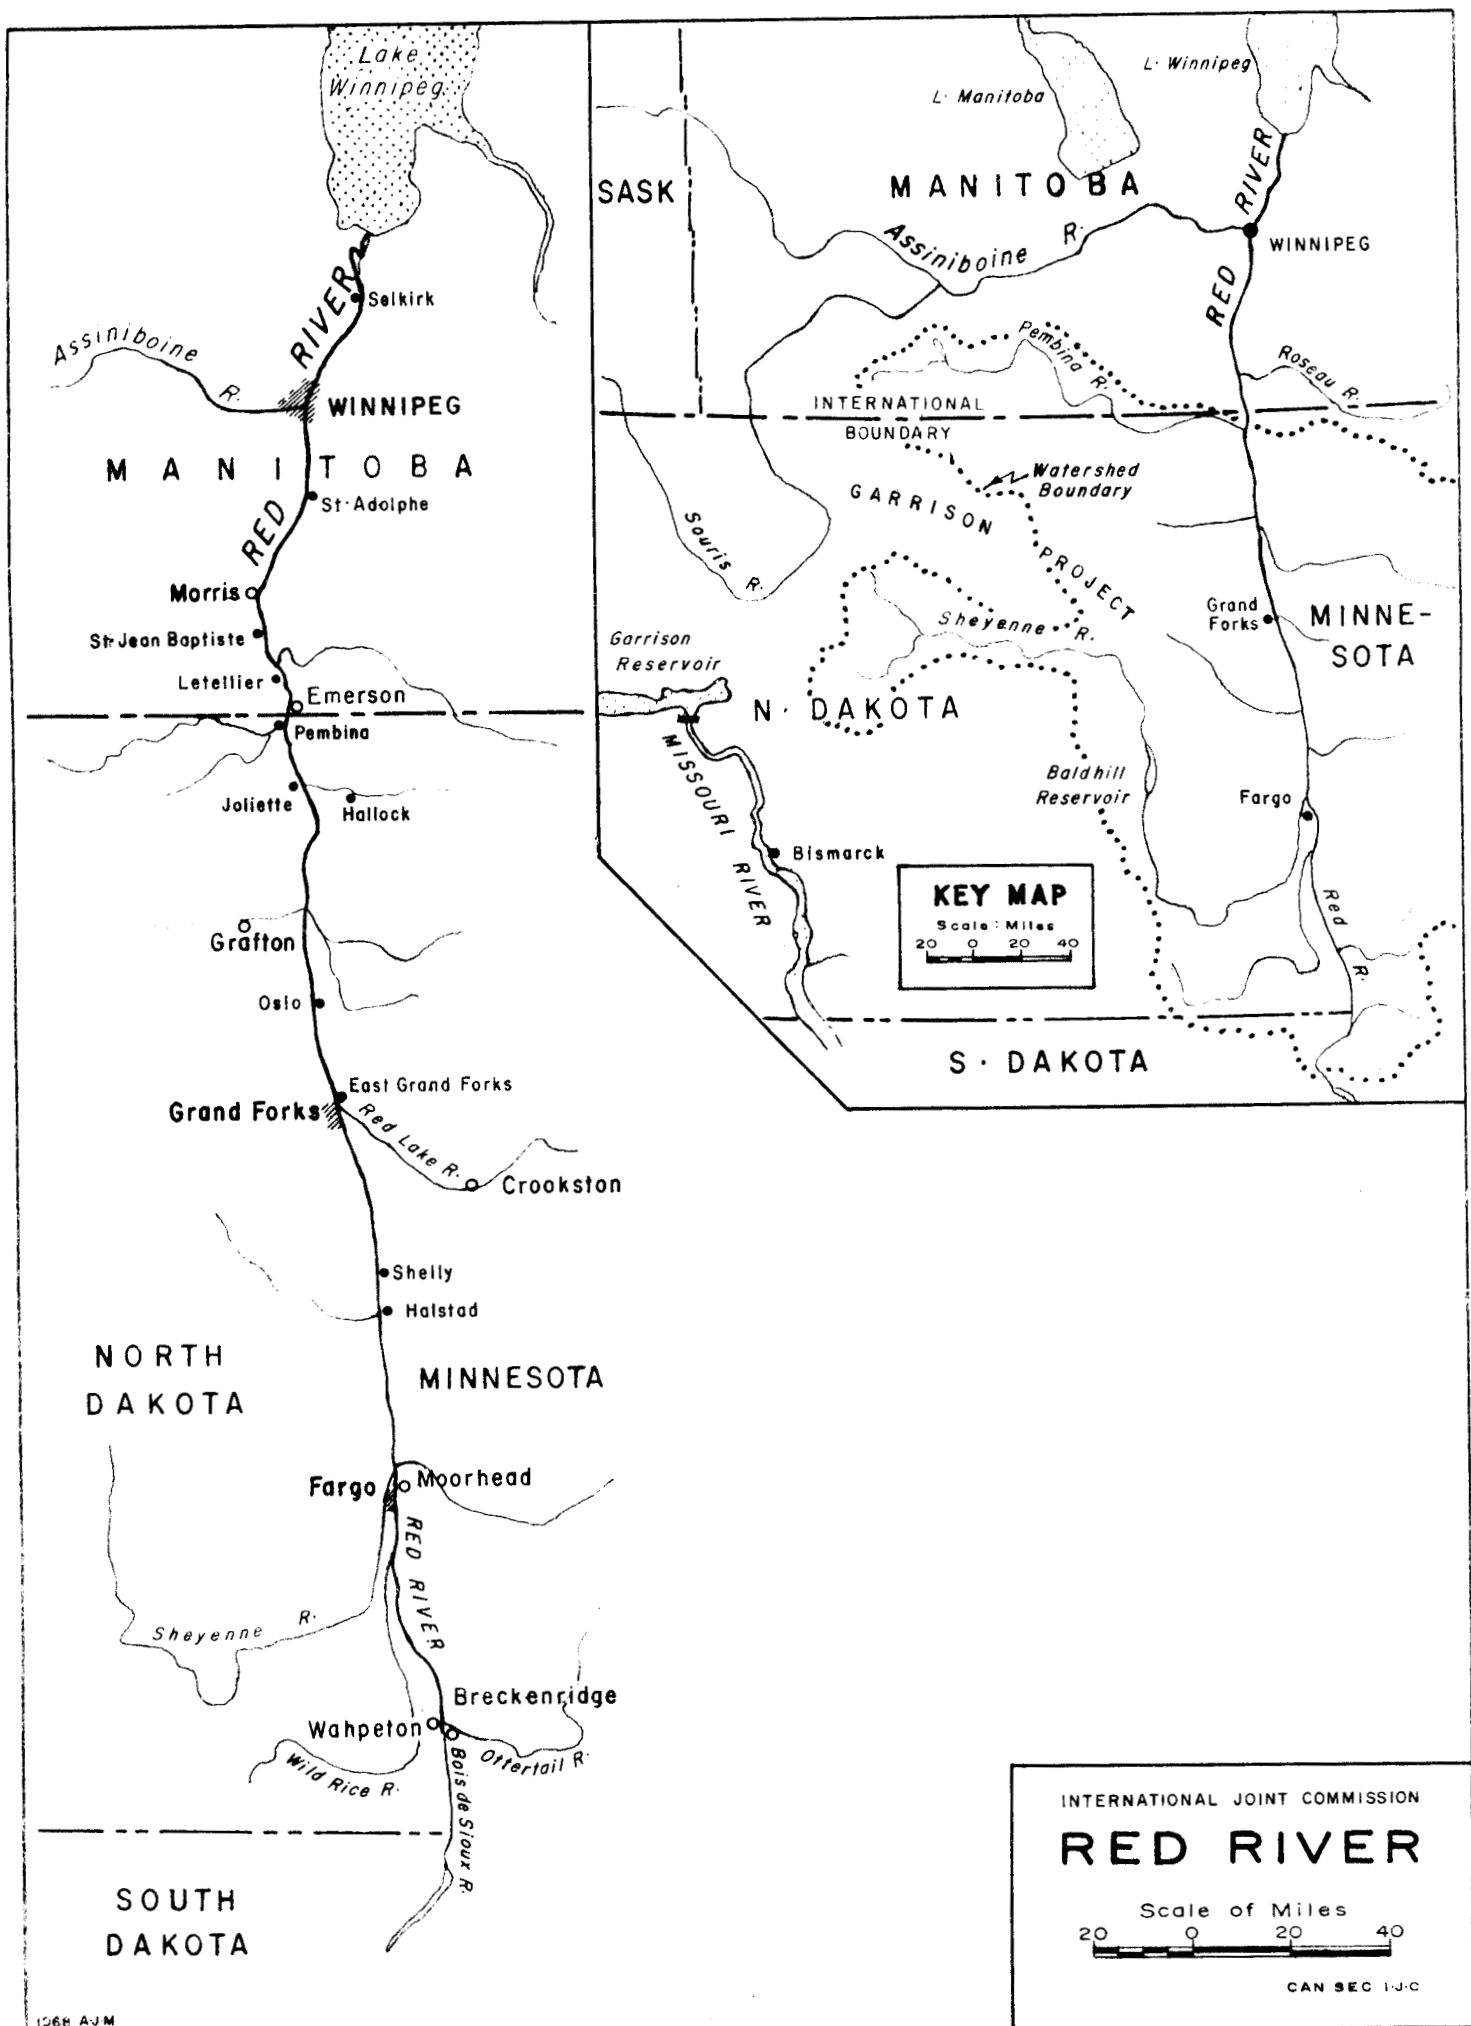 Lake
Winnipeg
RIVER
Selkirk
Assiniboine
R.
WINNIPEG
MANITOBA
St. Adolphe
RED
Morris
St. Jean Baptiste
Letellier
Emerson
Pembina
Joliette
Hallock
Grafton
Oslo
East Grand Forks
Grand Forks
Red Lake R.
Crookston
Shelly
Halstad
NORTH
DAKOTA
MINNESOTA
Fargo
Moorhead
RED RIVER
Sheyenne R.
Breckenridge
Wahpeton
Ottertail R.
Wild Rice R.
Bois de Sioux R.
SOUTH
DAKOTA
1968 A.J.M
L. Winnipeg
L. Manitoba
SASK
MANITOBA
RIVER
Assiniboine R.
WINNIPEG
RED
Pembina R.
Roseau R.
INTERNATIONAL
BOUNDARY
Watershed
Boundary
GARRISON
PROJECT
Souris R.
Grand
Forks
MINNE-
SOTA
Sheyenne R.
Garrison
Reservoir
N. DAKOTA
MISSOURI RIVER
Baldhill
Reservoir
Fargo
Bismarck
Red R.
KEY MAP
Scale : Miles
20 0 20 40
S. DAKOTA
INTERNATIONAL JOINT COMMISSION
RED RIVER
Scale of Miles
20 0 20 40
CAN SEC I.J.C